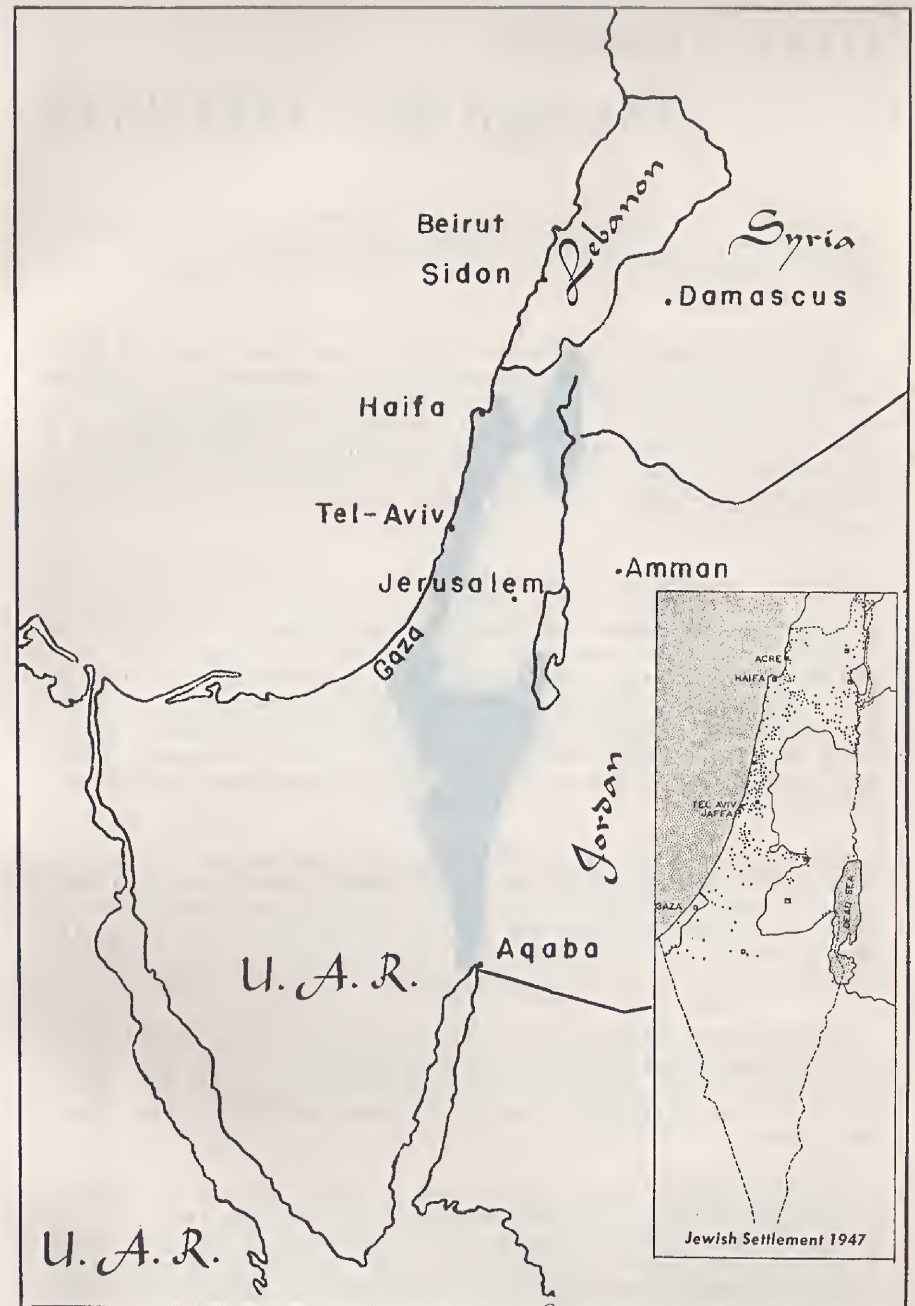 Lebanon
Syria
Beirut
Sidon
.Damascus
Haifa
Tel-Aviv
Jerusalem
.Amman
Gaza
Jordan
Aqaba
U. A. R.
U. A. R.
ACRE
HAIFA
TEL AVIV
JAFFA
GAZA
DEAD SEA
Jewish Settlement 1947